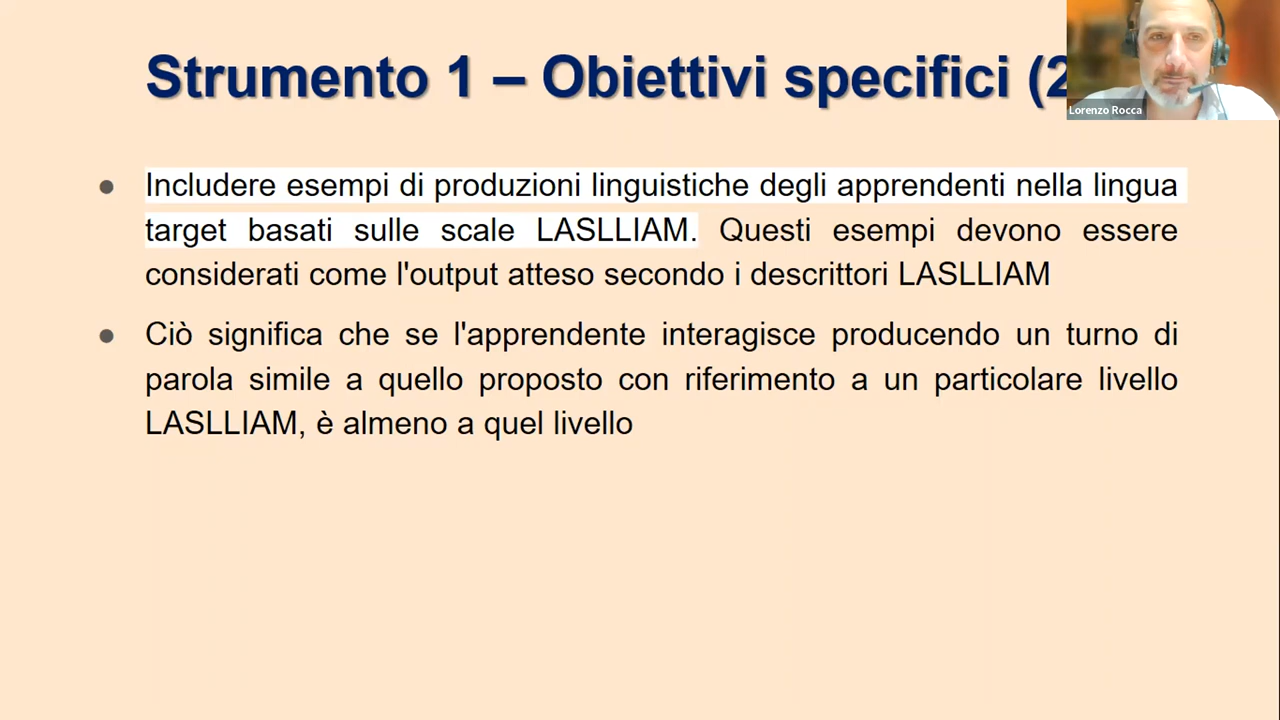 Strumento 1 – Obiettivi specifici (2
Lorenzo Rocca
● Includere esempi di produzioni linguistiche degli apprendenti nella lingua
target basati sulle scale LASLLIAM. Questi esempi devono essere
considerati come l'output atteso secondo i descrittori LASLLIAM
● Ciò significa che se l'apprendente interagisce producendo un turno di
parola simile a quello proposto con riferimento a un particolare livello
LASLLIAM, è almeno a quel livello